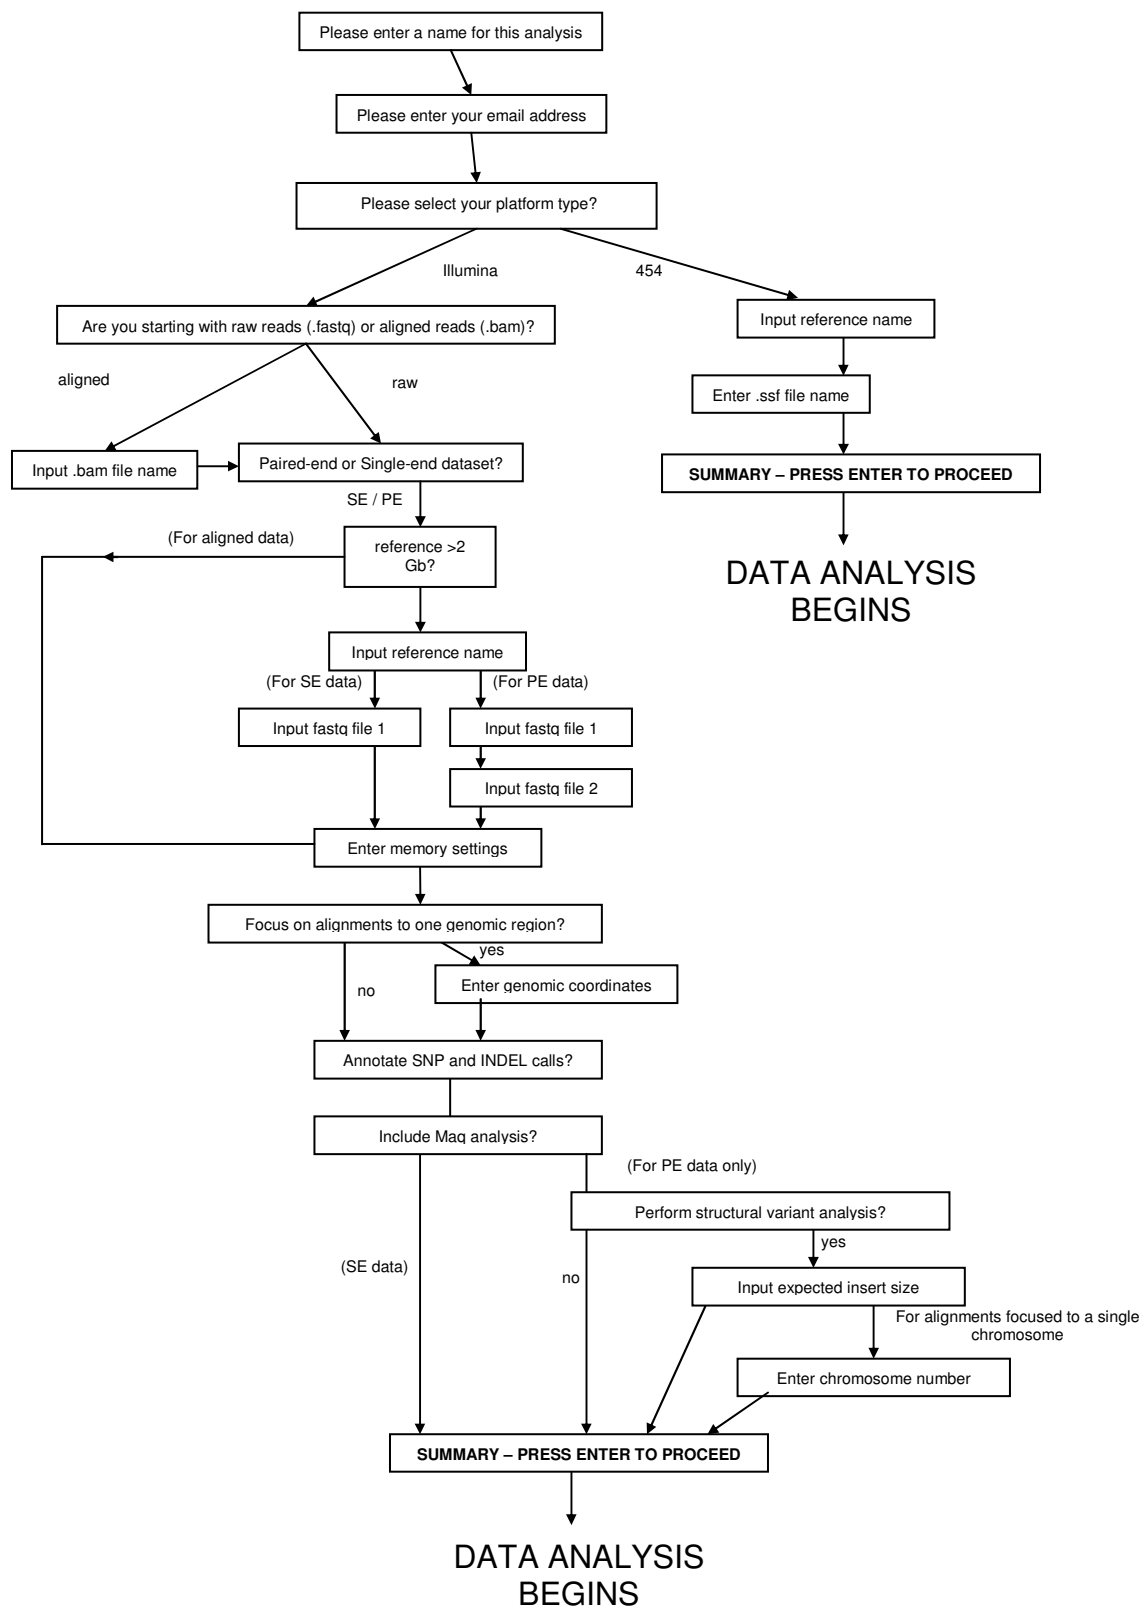 Please enter a name for this analysis
Please enter your email address
Please select your platform type?
Illumina
454
Are you starting with raw reads (.fastq) or aligned reads (.bam)?
Input reference name
aligned
raw
Enter .ssf file name
Input .bam file name
Paired-end or Single-end dataset?
SUMMARY – PRESS ENTER TO PROCEED
SE / PE
(For aligned data)
reference >2
Gb?
DATA ANALYSIS
BEGINS
Input reference name
(For SE data)
(For PE data)
Input fastq file 1
Input fastq file 1
Input fastq file 2
Enter memory settings
Focus on alignments to one genomic region?
yes
Enter genomic coordinates
no
Annotate SNP and INDEL calls?
Include Maq analysis?
(For PE data only)
Perform structural variant analysis?
yes
(SE data)
no
Input expected insert size
For alignments focused to a single
chromosome
Enter chromosome number
SUMMARY – PRESS ENTER TO PROCEED
DATA ANALYSIS
BEGINS